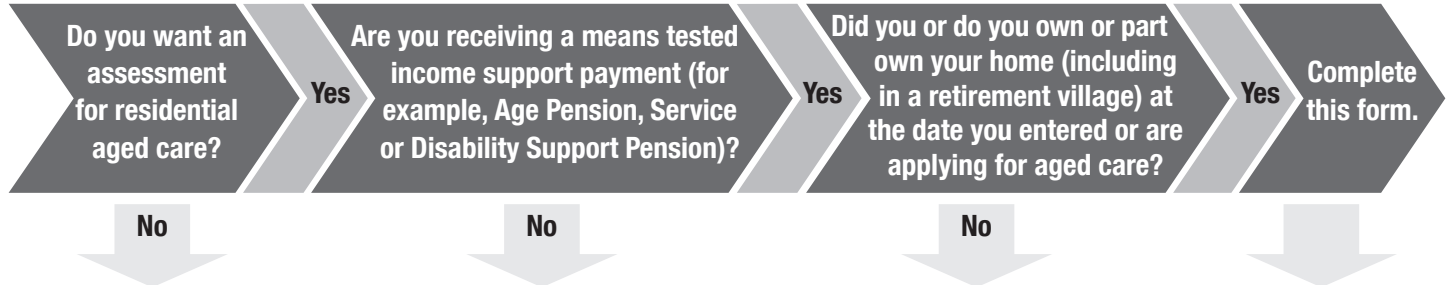 Do you want an
assessment
for residential
aged care?
Yes
Are you receiving a means tested
income support payment (for
example, Age Pension, Service
or Disability Support Pension)?
Yes
Did you or do you own or part
own your home (including
in a retirement village) at
the date you entered or are
applying for aged care?
Yes
Complete
this form.
No
No
No